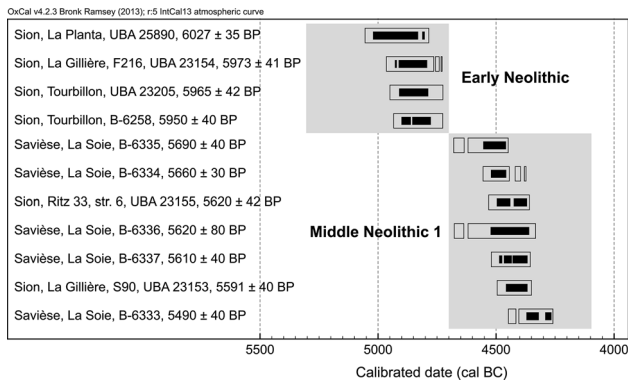 OxCal v4.2.3 Bronk Ramsey (2013); r:5 IntCal13 atmospheric curve
Sion, La Planta, UBA 25890, 6027 ± 35 BP
Sion, La Gillière, F216, UBA 23154, 5973 ± 41 BP
Early Neolithic
Sion, Tourbillon, UBA 23205, 5965 ± 42 BP
Sion, Tourbillon, B-6258, 5950 ± 40 BP
Savièse, La Soie, B-6335, 5690 ± 40 BP
Savièse, La Soie, B-6334, 5660 ± 30 BP
Sion, Ritz 33, str. 6, UBA 23155, 5620 ± 42 BP
Savièse, La Soie, B-6336, 5620 ± 80 BP
Middle Neolithic 1
Savièse, La Soie, B-6337, 5610 ± 40 BP
Sion, La Gillière, S90, UBA 23153, 5591 ± 40 BP
Savièse, La Soie, B-6333, 5490 ± 40 BP
5500 5000 4500 4000
Calibrated date (cal BC)